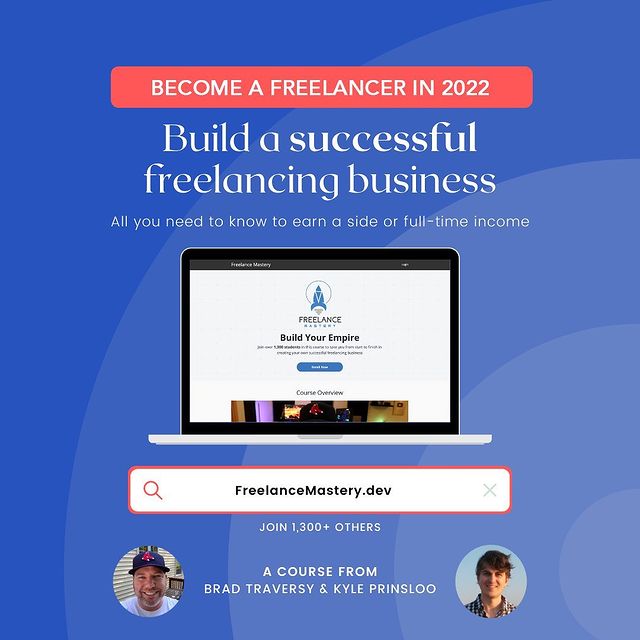 BECOME A FREELANCER IN 2022
Build a successful
freelancing business
All you need to know to earn a side or full-time income
Freelance Mastery
Login
FREELANCE
MASTERY
Build Your Empire
Join over 1,300 students in this course to take you from start to finish in
creating your own successful freelancing business
Enroll Now
Course Overview
FreelanceMastery.dev
JOIN 1,300+ OTHERS
A COURSE FROM
BRAD TRAVERSY & KYLE PRINSLOO